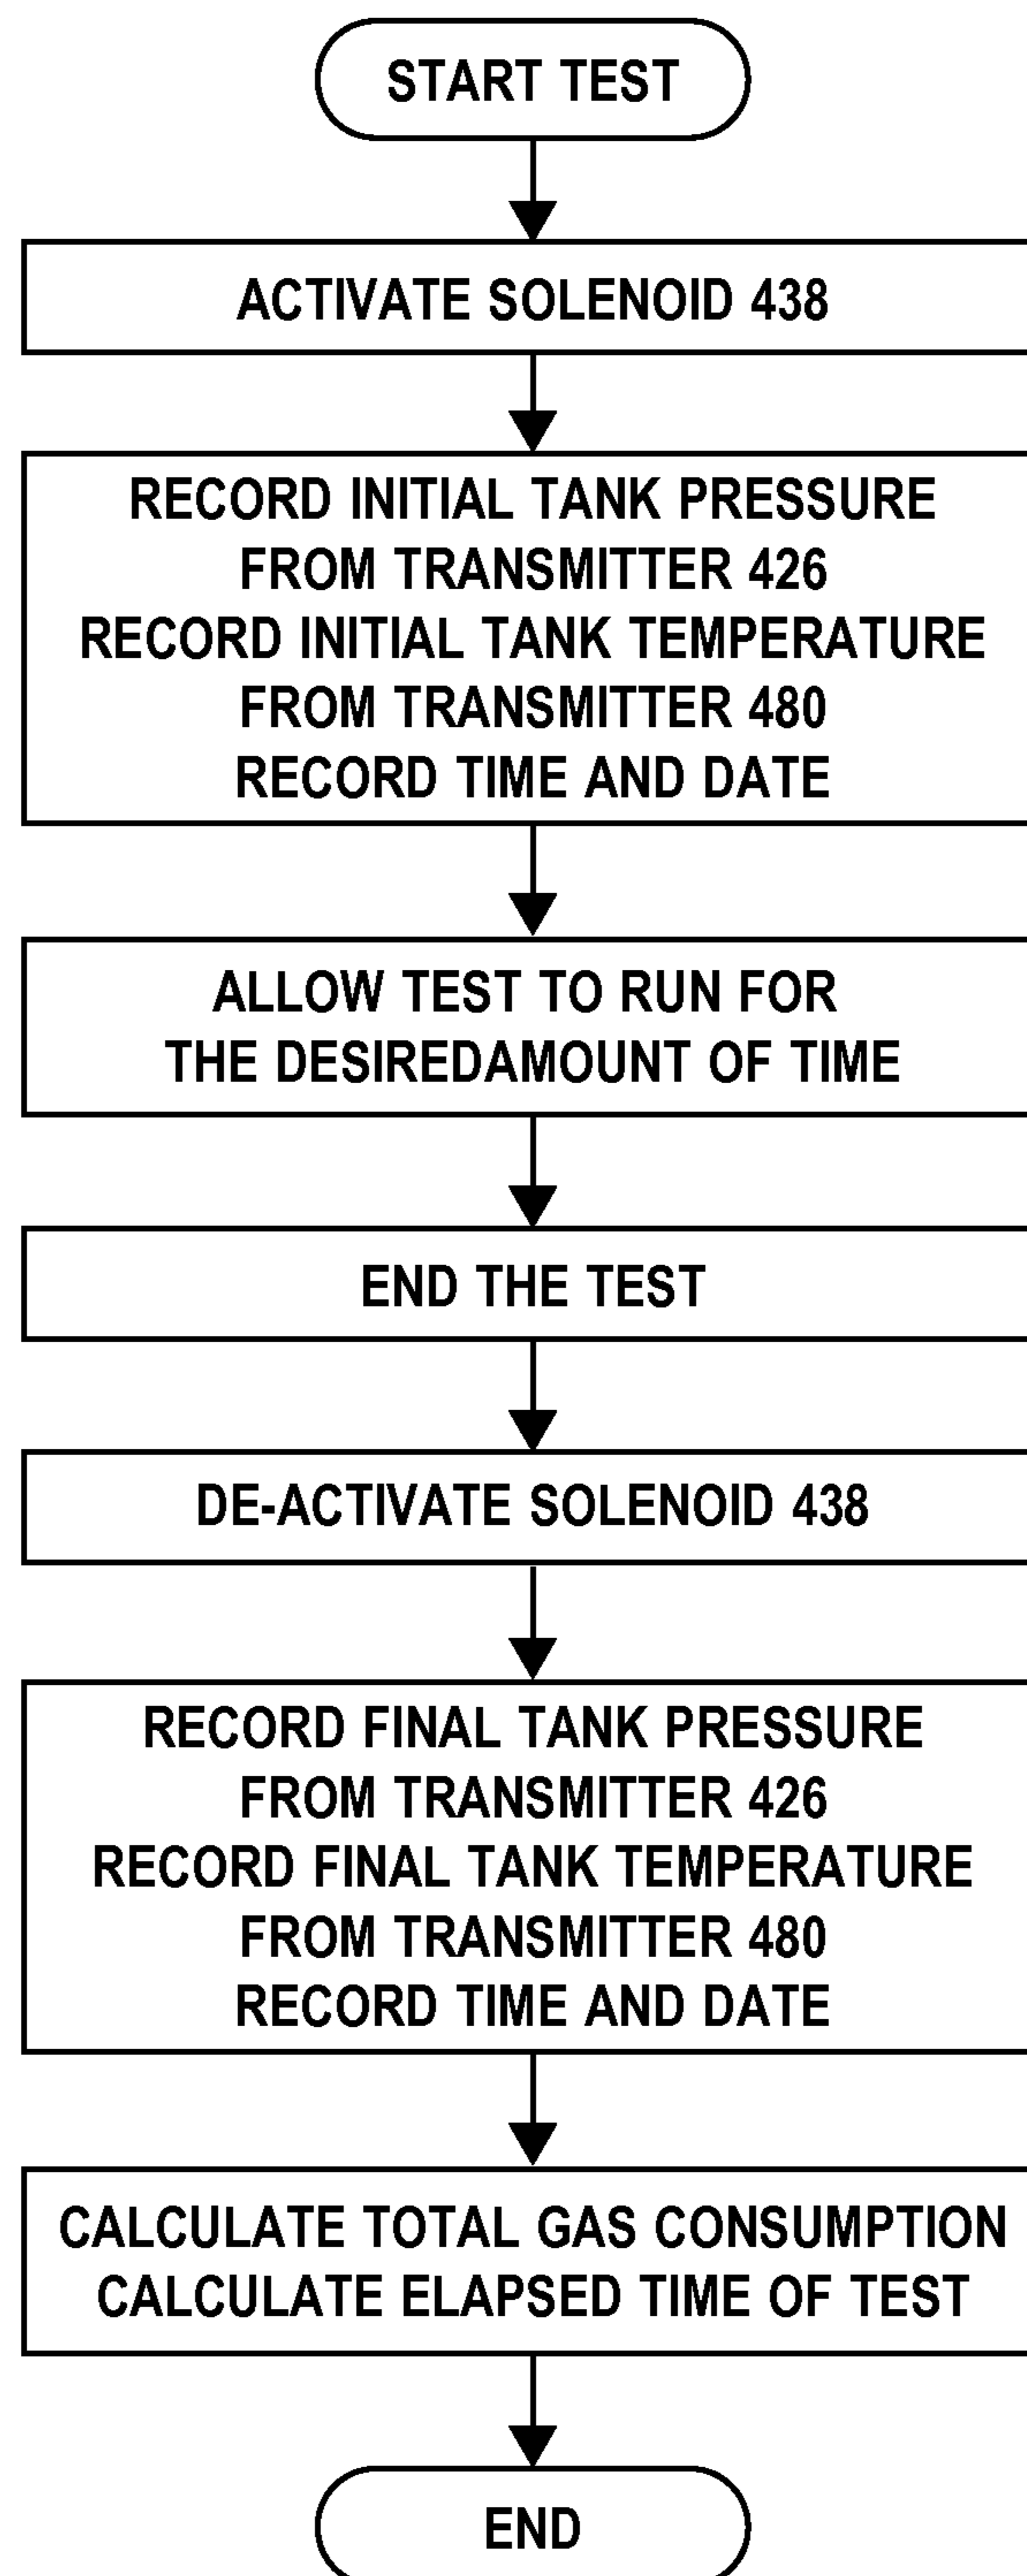 START TEST
ACTIVATE SOLENOID 438
RECORD INITIAL TANK PRESSURE
FROM TRANSMITTER 426
RECORD INITIAL TANK TEMPERATURE
FROM TRANSMITTER 480
RECORD TIME AND DATE
ALLOW TEST TO RUN FOR
THE DESIREDAMOUNT OF TIME
END THE TEST
DE-ACTIVATE SOLENOID 438
RECORD FINAL TANK PRESSURE
FROM TRANSMITTER 426
RECORD FINAL TANK TEMPERATURE
FROM TRANSMITTER 480
RECORD TIME AND DATE
CALCULATE TOTAL GAS CONSUMPTION
CALCULATE ELAPSED TIME OF TEST
END